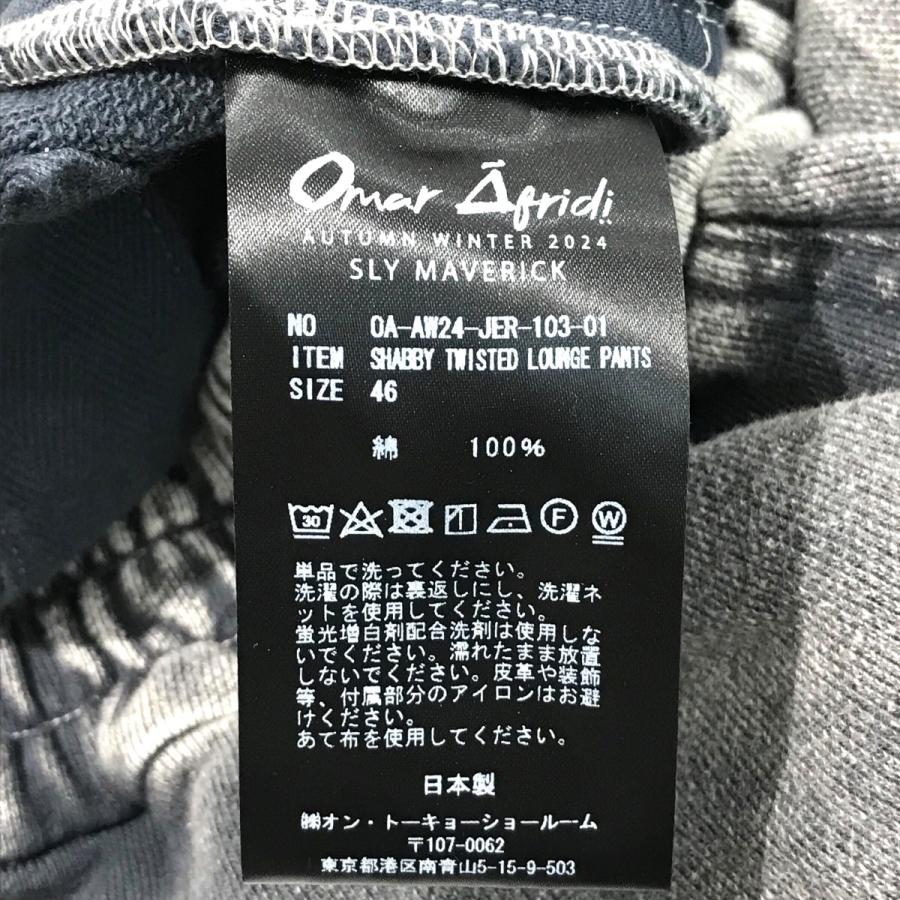 Omar Āfridi
AUTUMN WINTER 2024
SLY MAVERICK
NO OA-AW24-JER-103-01
ITEM SHABBY TWISTED LOUNGE PANTS
SIZE 46
綿 100%
30 F W
単品で洗ってください。
洗濯の際は裏返しにし、洗濯ネ
ットを使用してください。
蛍光増白剤配合洗剤は使用しな
いでください。濡れたまま放置
しないでください。皮革や装飾
等、付属部分のアイロンはお避
けください。
あて布を使用してください。
日本製
㈱オン・トーキョーショールーム
〒107-0062
東京都港区南青山5-15-9-503